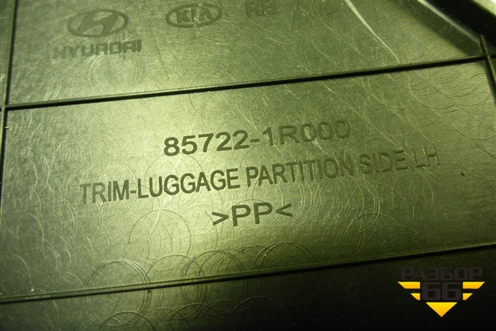 HYUNDAI KIA
85722-1R000
TRIM-LUGGAGE PARTITION SIDE LH
>PP<
РАЗБОР
66